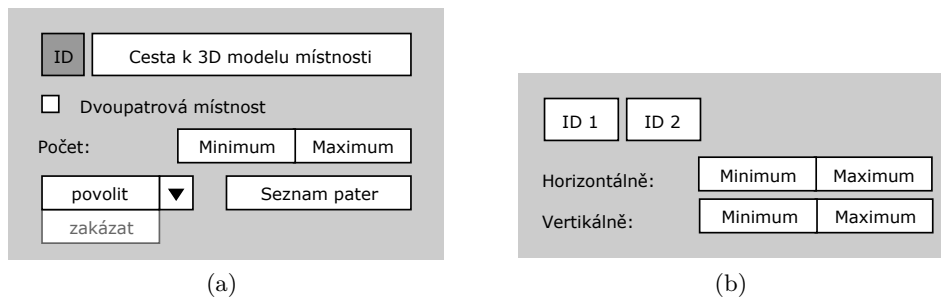 ID Cesta k 3D modelu místnosti
Dvoupatrová místnost
Počet: Minimum Maximum
povolit Seznam pater
zakázat
(a)
ID 1 ID 2
Horizontálně: Minimum Maximum
Vertikálně: Minimum Maximum
(b)